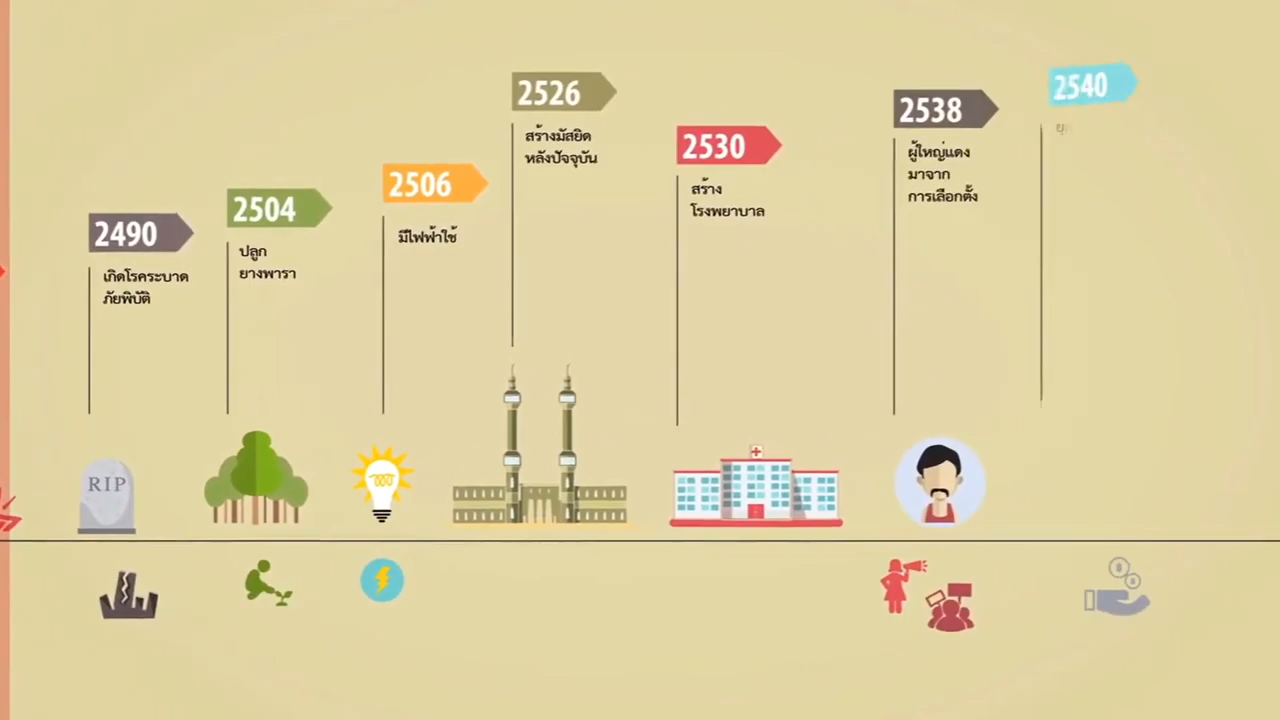 2490
เกิดโรคระบาด
ภัยพิบัติ
RIP
2504
ปลูก
ยางพารา
2506
มีไฟฟ้าใช้
2526
สร้างมัสยิด
หลังปัจจุบัน
2530
สร้าง
โรงพยาบาล
2538
ผู้ใหญ่แดง
มาจาก
การเลือกตั้ง
2540